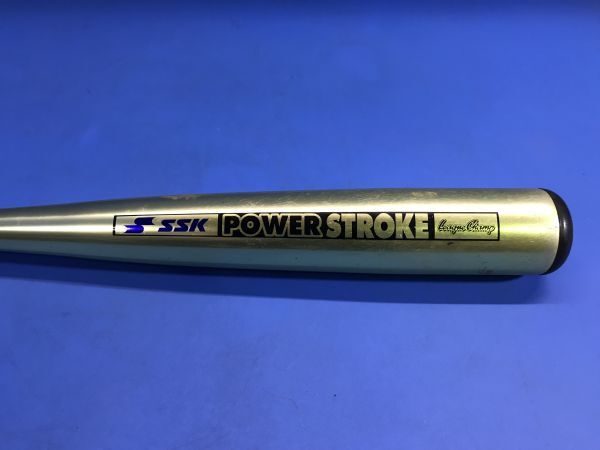 SSK POWER STROKE League Champ